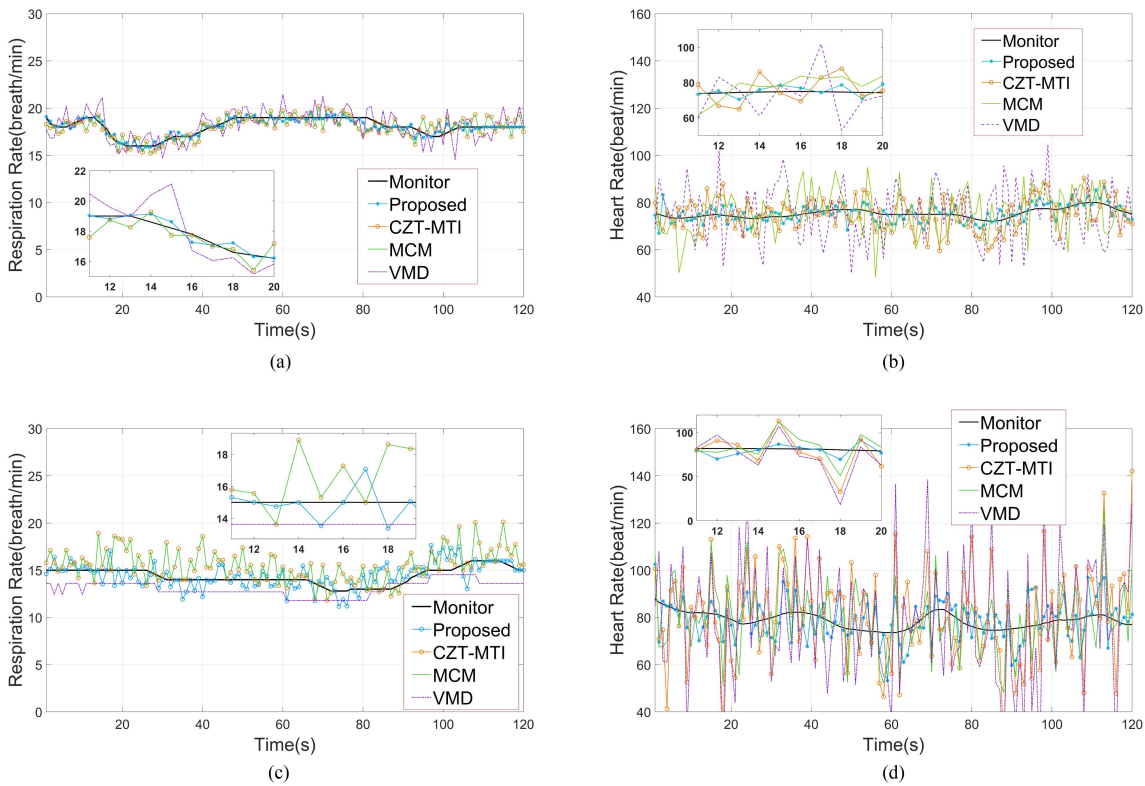 30
25
20
15
10
5
0
Respiration Rate(breath/min)
22
20
18
16
12 14 16 18 20
Monitor
Proposed
CZT-MTI
MCM
VMD
20 40 60 80 100 120
Time(s)
(a)
160
140
120
100
80
60
40
Heart Rate(beat/min)
100
80
60
12 14 16 18 20
Monitor
Proposed
CZT-MTI
MCM
VMD
20 40 60 80 100 120
Time(s)
(b)
30
25
20
15
10
5
0
Respiration Rate(breath/min)
18
16
14
12 14 16 18
Monitor
Proposed
CZT-MTI
MCM
VMD
20 40 60 80 100 120
Time(s)
(c)
160
140
120
100
80
60
40
Heart Rate(beat/min)
100
50
0
12 14 16 18 20
Monitor
Proposed
CZT-MTI
MCM
VMD
20 40 60 80 100 120
Time(s)
(d)